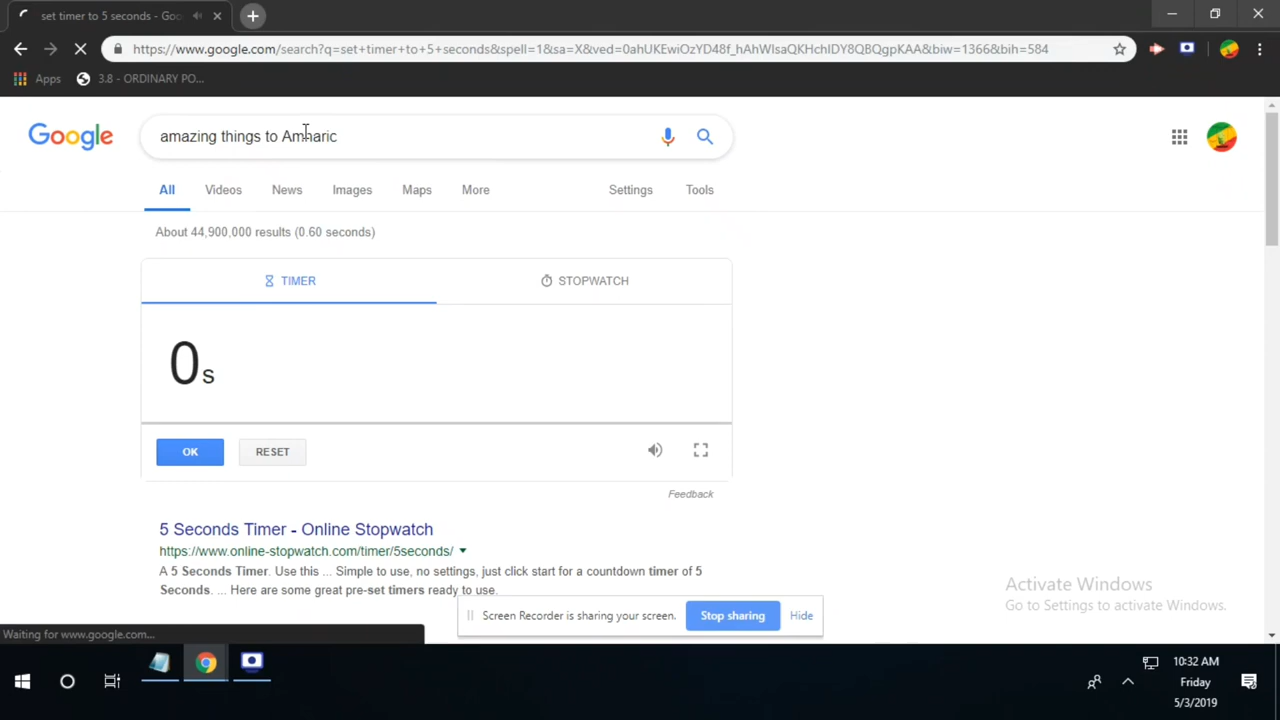 set timer to 5 seconds - Goo
https://www.google.com/search?q=set+timer+to+5+seconds&spell=1&sa=X&ved=0ahUKEwiOzYD48f_hAhWIsaQKHchIDY8QBQgpKAA&biw=1366&bih=584
Apps 3.8 - ORDINARY PO...
Google amazing things to Amharic
All Videos News Images Maps More Settings Tools
About 44,900,000 results (0.60 seconds)
TIMER STOPWATCH
0s
OK RESET
Feedback
5 Seconds Timer - Online Stopwatch
https://www.online-stopwatch.com/timer/5seconds/
A 5 Seconds Timer. Use this ... Simple to use, no settings, just click start for a countdown timer of 5
Seconds. ... Here are some great pre-set timers ready to use.
Activate Windows
Go to Settings to activate Windows.
Screen Recorder is sharing your screen. Stop sharing Hide
Waiting for www.google.com...
10:32 AM
Friday
5/3/2019